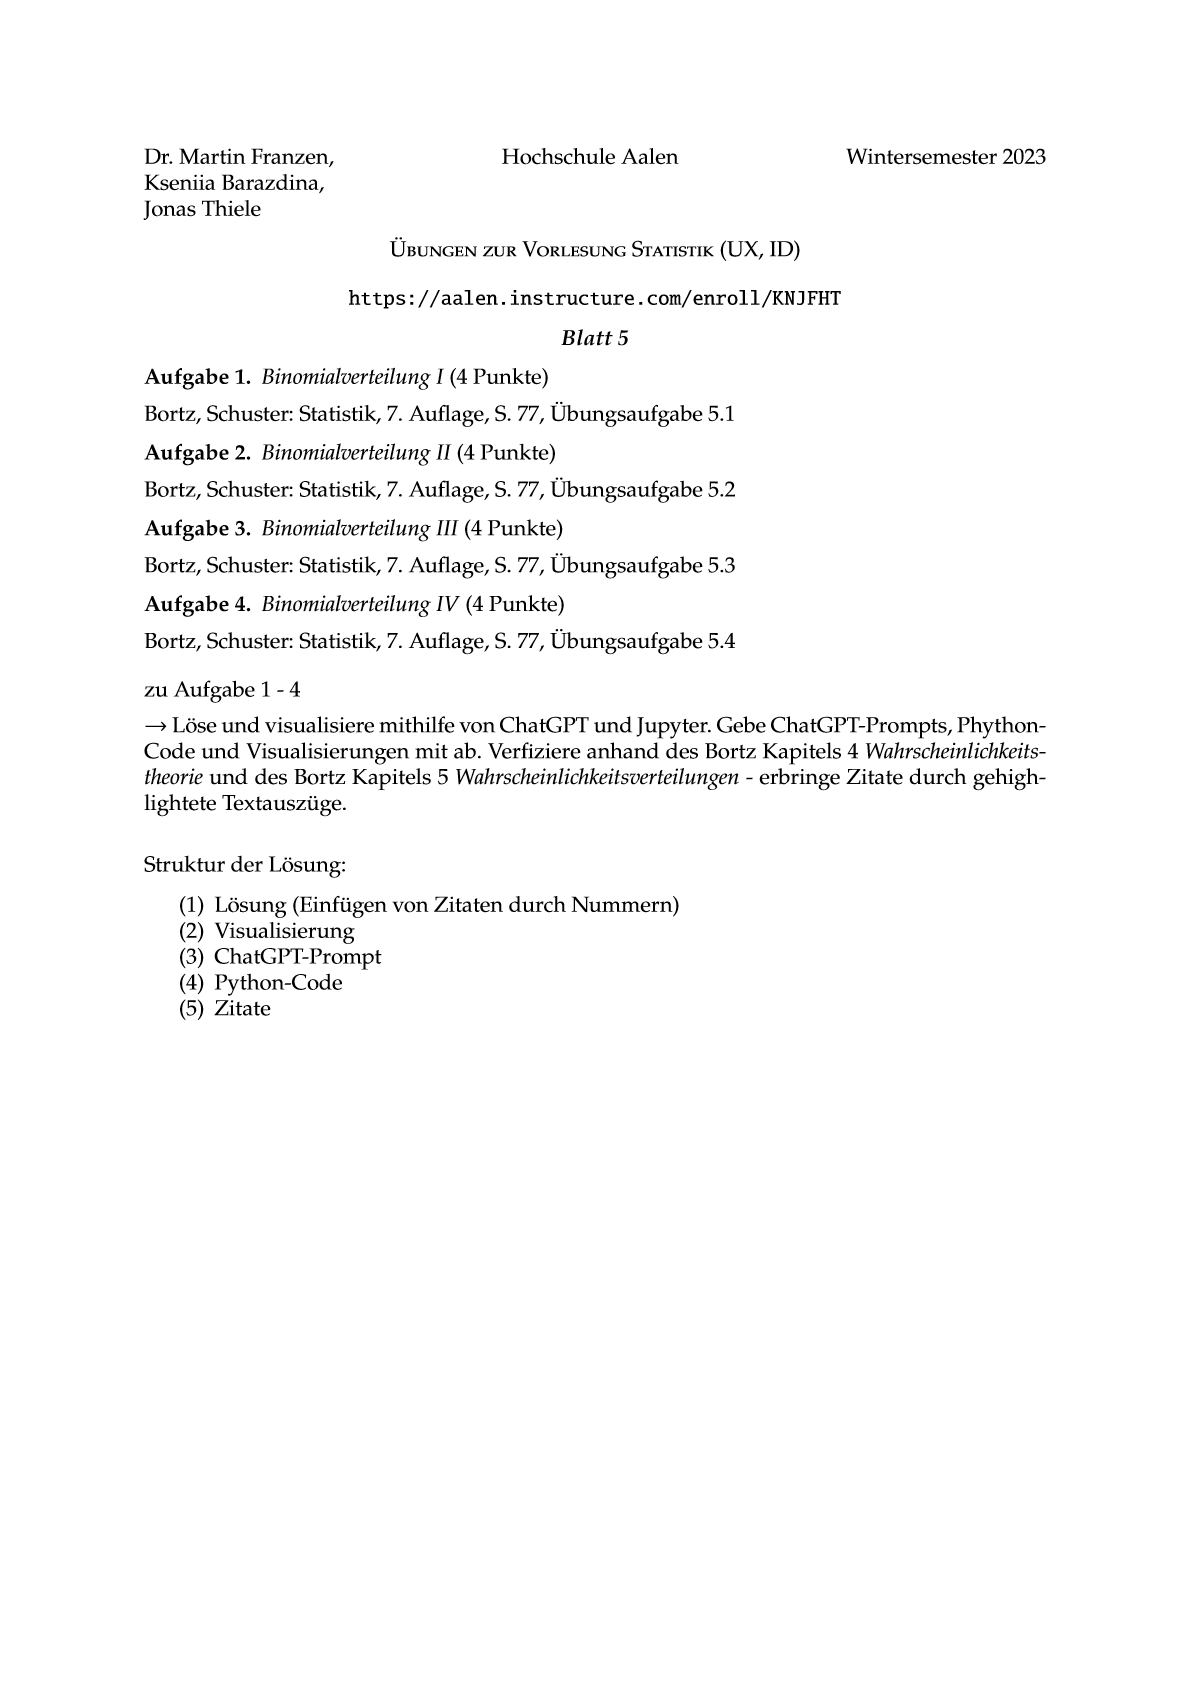 Dr. Martin Franzen, Hochschule Aalen Wintersemester 2023
Kseniia Barazdina,
Jonas Thiele
Übungen zur Vorlesung Statistik (UX, ID)
https://aalen.instructure.com/enroll/KNJFHT
Blatt 5
Aufgabe 1. Binomialverteilung I (4 Punkte)
Bortz, Schuster: Statistik, 7. Auflage, S. 77, Übungsaufgabe 5.1
Aufgabe 2. Binomialverteilung II (4 Punkte)
Bortz, Schuster: Statistik, 7. Auflage, S. 77, Übungsaufgabe 5.2
Aufgabe 3. Binomialverteilung III (4 Punkte)
Bortz, Schuster: Statistik, 7. Auflage, S. 77, Übungsaufgabe 5.3
Aufgabe 4. Binomialverteilung IV (4 Punkte)
Bortz, Schuster: Statistik, 7. Auflage, S. 77, Übungsaufgabe 5.4
zu Aufgabe 1 - 4
→ Löse und visualisiere mithilfe von ChatGPT und Jupyter. Gebe ChatGPT-Prompts, Phython-
Code und Visualisierungen mit ab. Verfiziere anhand des Bortz Kapitels 4 Wahrscheinlichkeits-
theorie und des Bortz Kapitels 5 Wahrscheinlichkeitsverteilungen - erbringe Zitate durch gehigh-
lightete Textauszüge.
Struktur der Lösung:
(1) Lösung (Einfügen von Zitaten durch Nummern)
(2) Visualisierung
(3) ChatGPT-Prompt
(4) Python-Code
(5) Zitate